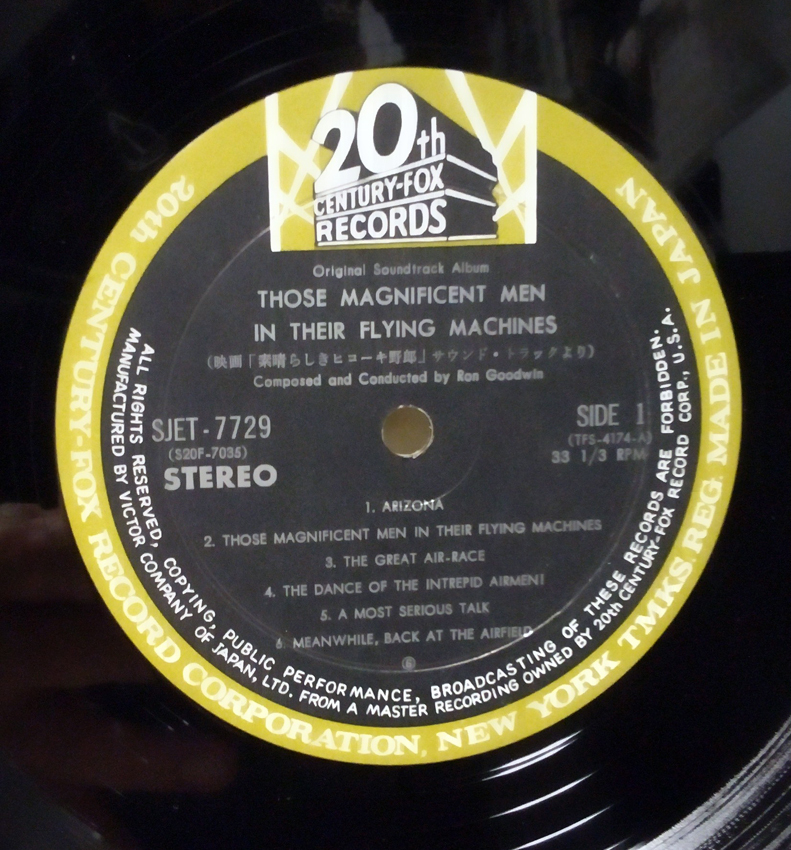 20th
CENTURY-FOX
RECORDS
Original Soundtrack Album
THOSE MAGNIFICENT MEN
IN THEIR FLYING MACHINES
(映画「素晴らしきヒコーキ野郎」サウンド・トラックより)
Composed and Conducted by Ron Goodwin
SJET-7729
(S20F-7035)
STEREO
SIDE 1
(TFS-4174-A)
33 1/3 RPM
1. ARIZONA
2. THOSE MAGNIFICENT MEN IN THEIR FLYING MACHINES
3. THE GREAT AIR-RACE
4. THE DANCE OF THE INTREPID AIRMEN!
5. A MOST SERIOUS TALK
6. MEANWHILE, BACK AT THE AIRFIELD
6
ALL RIGHTS RESERVED, COPYING, PUBLIC PERFORMANCE, BROADCASTING OF THESE RECORDS ARE FORBIDDEN.
MANUFACTURED BY VICTOR COMPANY OF JAPAN, LTD. FROM A MASTER RECORDING OWNED BY 20th CENTURY-FOX RECORD CORP., U.S.A.
20th CENTURY-FOX RECORD CORPORATION, NEW YORK TMKS. REG. MADE IN JAPAN